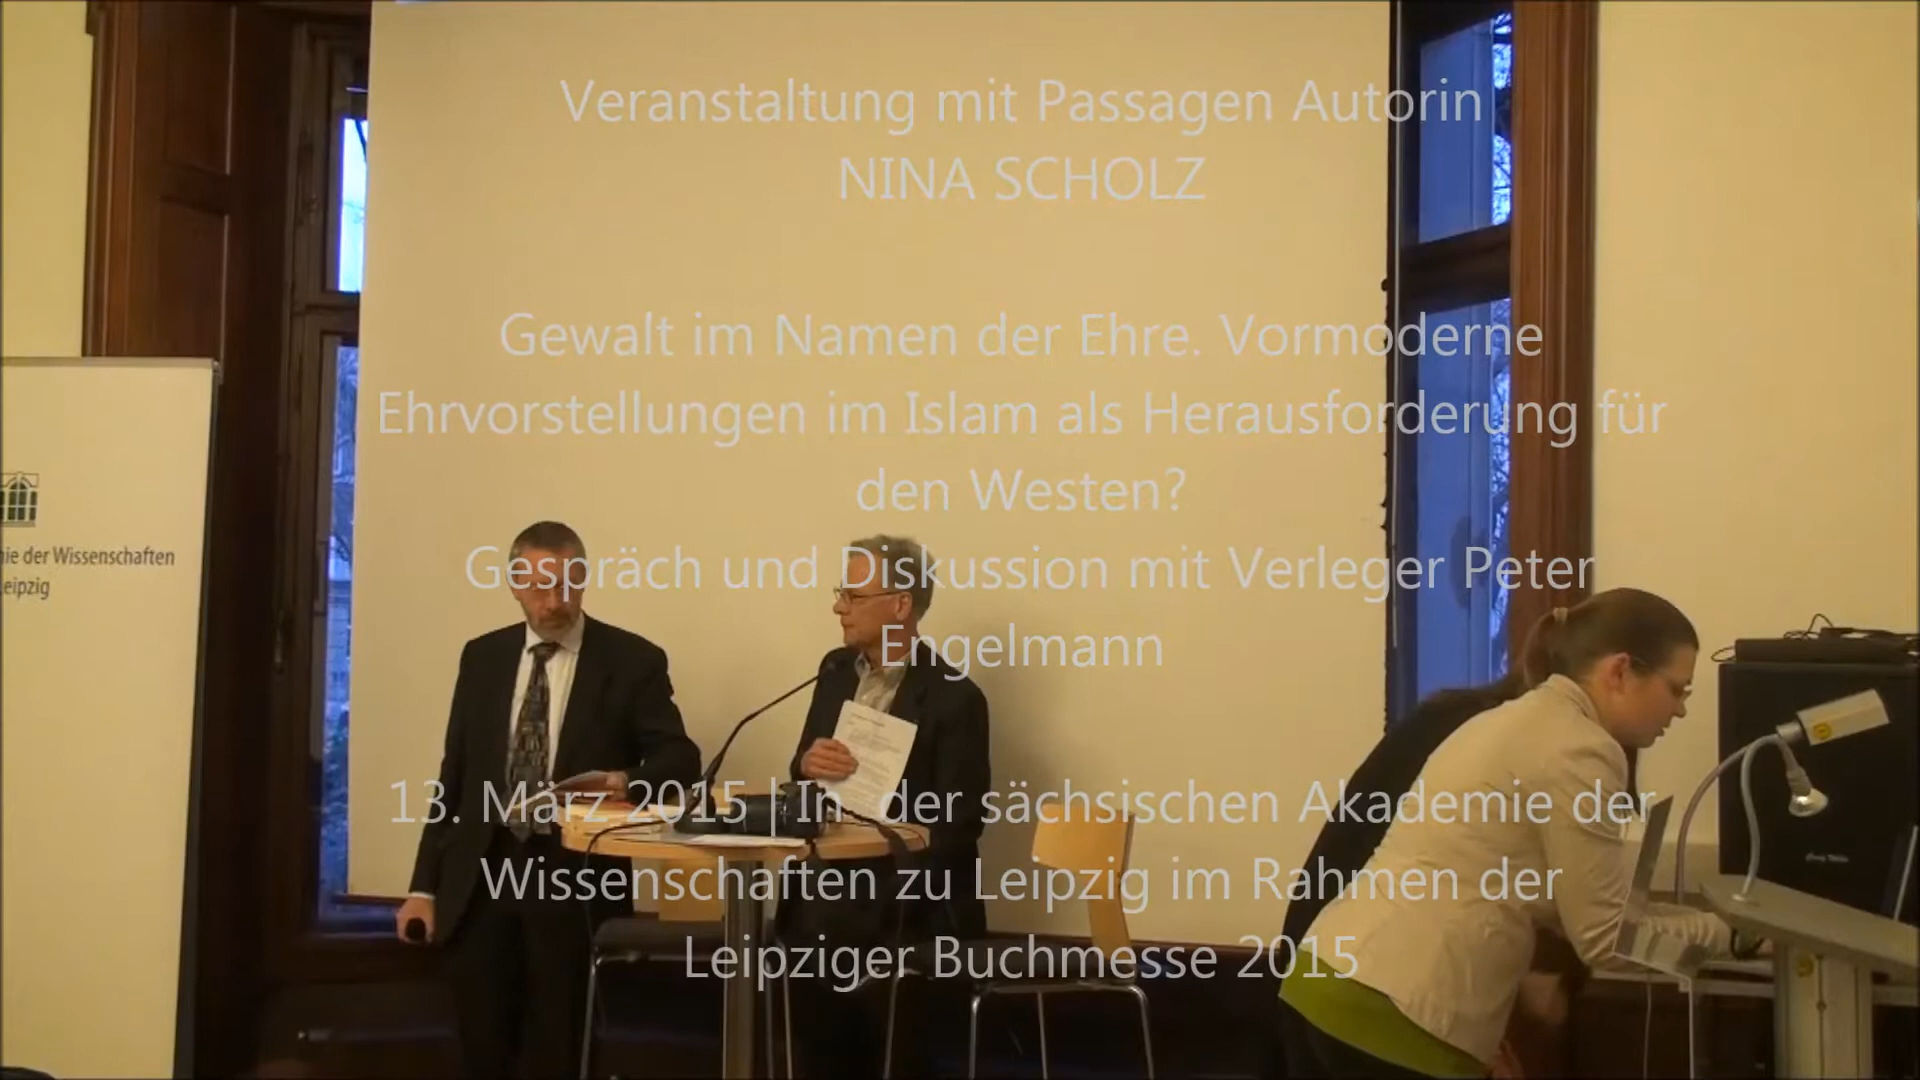 Veranstaltung mit Passagen Autorin
NINA SCHOLZ
Gewalt im Namen der Ehre. Vormoderne
Ehrvorstellungen im Islam als Herausforderung für
den Westen?
Gespräch und Diskussion mit Verleger Peter
Engelmann
13. März 2015 | In der sächsischen Akademie der
Wissenschaften zu Leipzig im Rahmen der
Leipziger Buchmesse 2015
der Wissenschaften